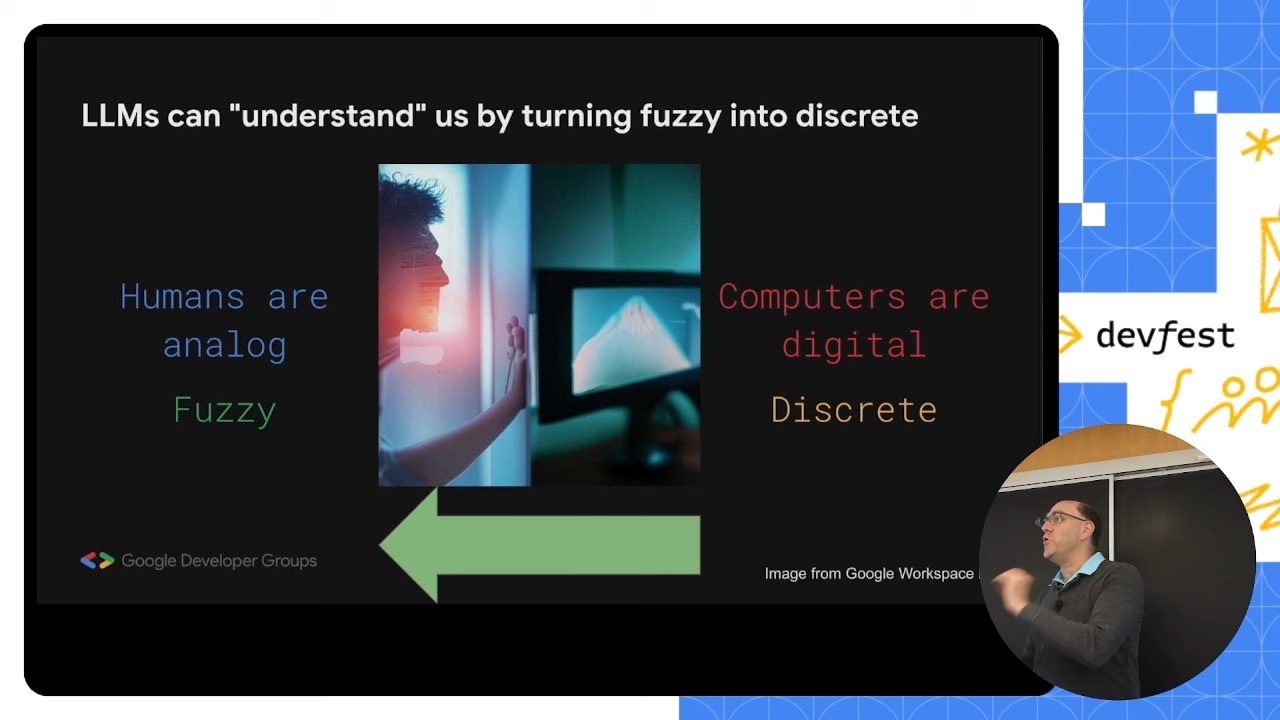 LLMs can "understand" us by turning fuzzy into discrete
Humans are
analog
Fuzzy
Computers are
digital
Discrete
Google Developer Groups
Image from Google Workspace
devfest